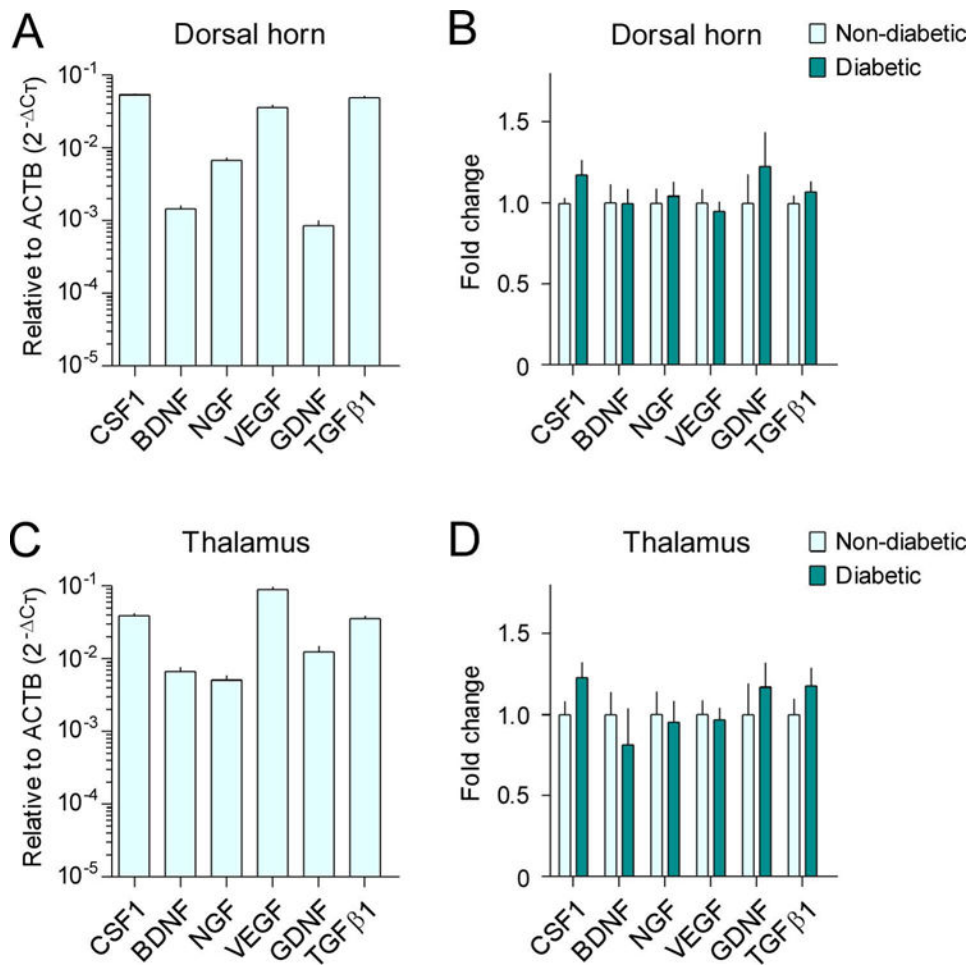 A
Dorsal horn
Relative to ACTB (2^-ΔCT)
10^-1
10^-2
10^-3
10^-4
10^-5
CSF1
BDNF
NGF
VEGF
GDNF
TGFβ1
B
Dorsal horn
Non-diabetic
Diabetic
Fold change
1.5
1.0
0.5
0
CSF1
BDNF
NGF
VEGF
GDNF
TGFβ1
C
Thalamus
Relative to ACTB (2^-ΔCT)
10^-1
10^-2
10^-3
10^-4
10^-5
CSF1
BDNF
NGF
VEGF
GDNF
TGFβ1
D
Thalamus
Non-diabetic
Diabetic
Fold change
1.5
1.0
0.5
0
CSF1
BDNF
NGF
VEGF
GDNF
TGFβ1